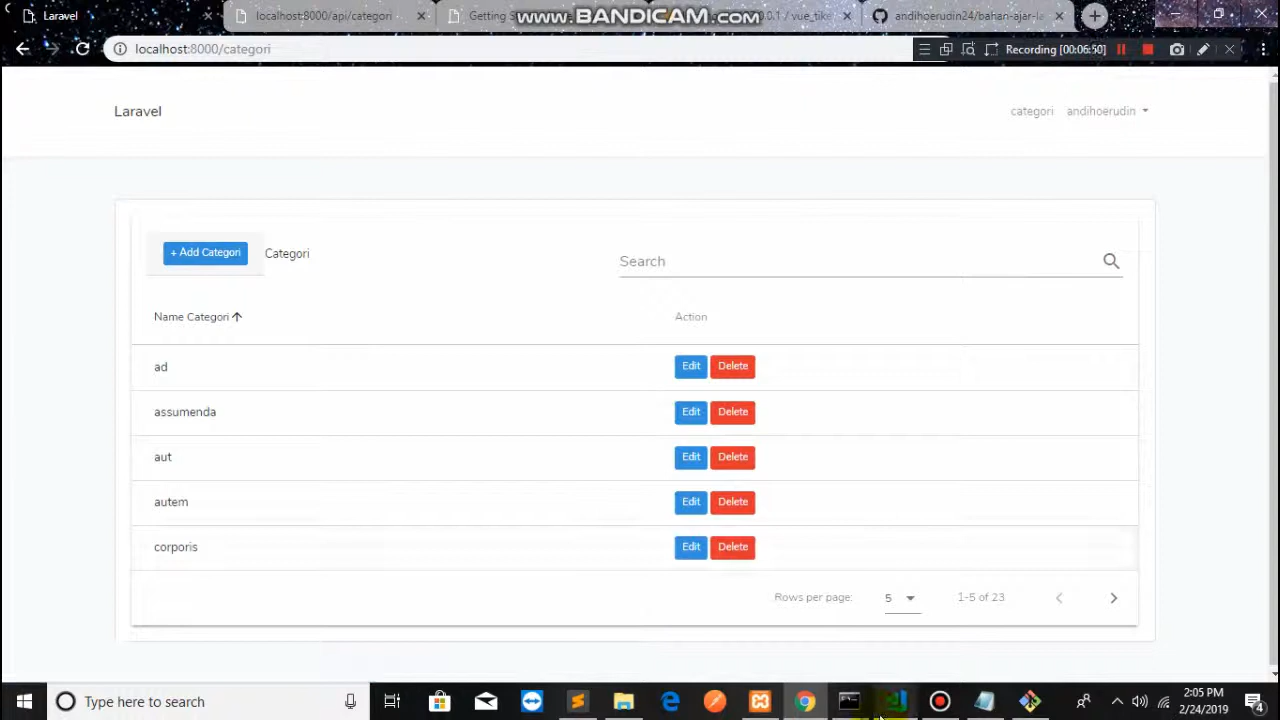 Laravel
localhost:8000/api/categori
Getting S
www.BANDICAM.com
0.0.1 / vue_tike
andihoerudin24/bahan-ajar-la
localhost:8000/categori
Recording [00:06:50]
Laravel
categori
andihoerudin
+ Add Categori
Categori
Search
Name Categori
Action
ad
Edit
Delete
assumenda
Edit
Delete
aut
Edit
Delete
autem
Edit
Delete
corporis
Edit
Delete
Rows per page:
5
1-5 of 23
Type here to search
2:05 PM
2/24/2019
4